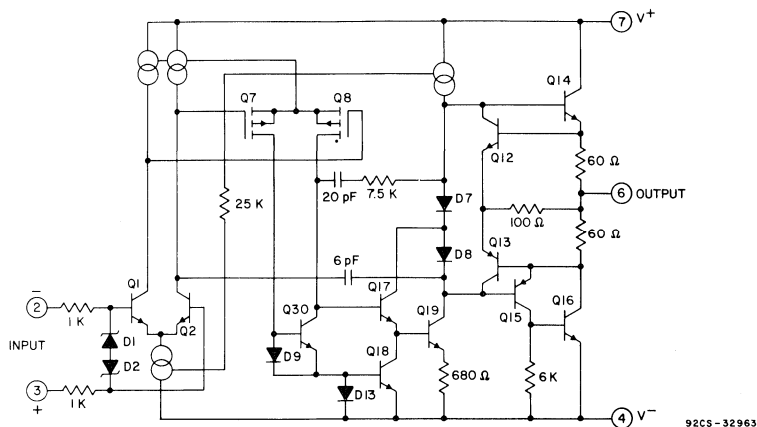 7 V+
Q14
Q7
Q8
Q12
60 Ω
25 K
20 pF
7.5 K
6 OUTPUT
D7
100 Ω
Q13
60 Ω
D8
6 pF
Q1
Q17
− 2
1 K
Q2
Q30
Q19
Q15
Q16
D1
INPUT
D2
D9
Q18
680 Ω
6 K
3 +
1 K
D13
4 V−
92CS-32963